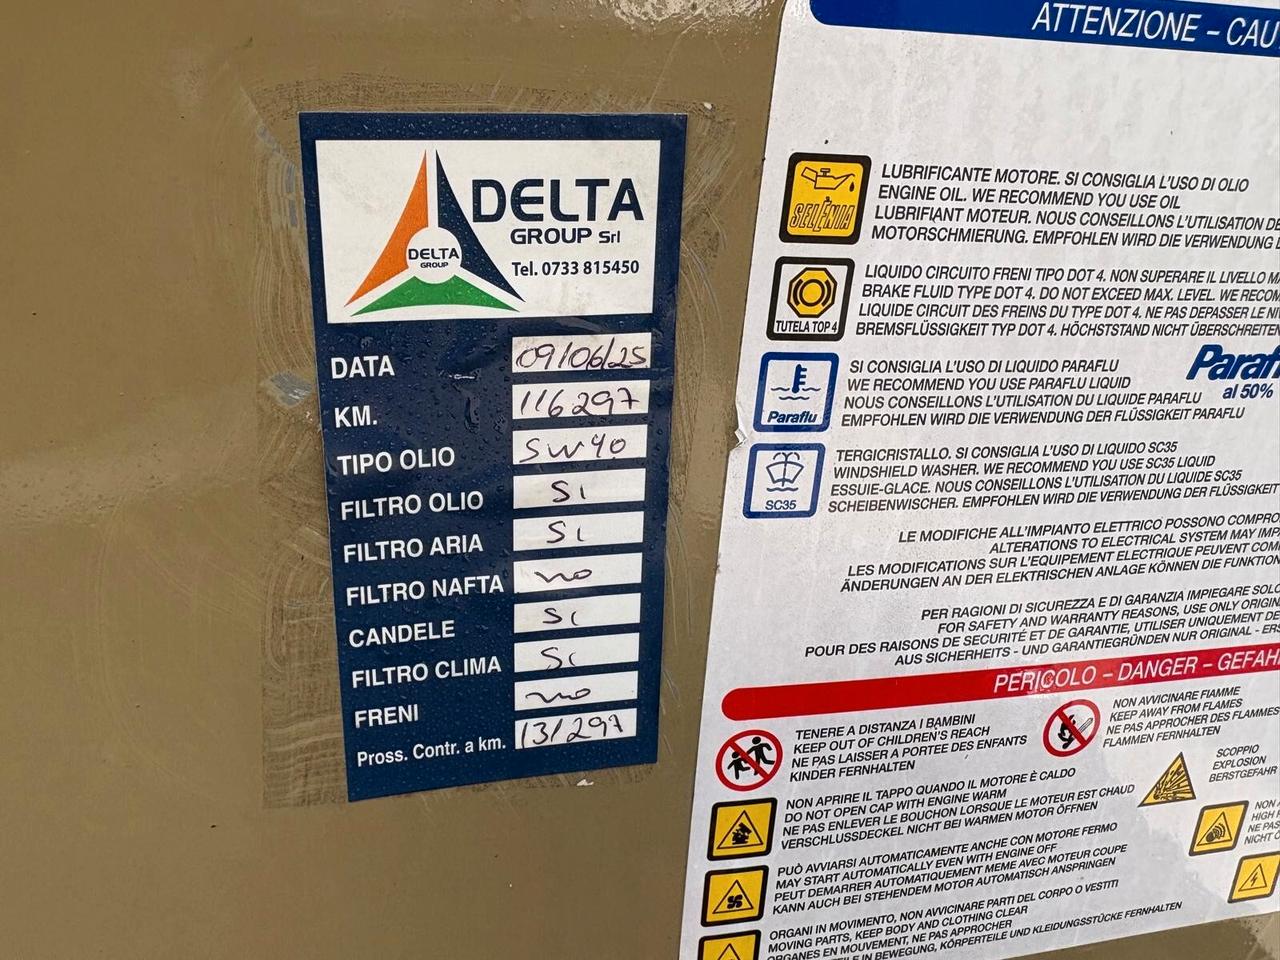 DELTA
GROUP Srl
DELTA
GROUP
Tel. 0733 815450
DATA 09/06/25
KM. 116297
TIPO OLIO 5W40
FILTRO OLIO Si
FILTRO ARIA Si
FILTRO NAFTA no
CANDELE Si
FILTRO CLIMA Si
FRENI no
Pross. Contr. a km. 131297
ATTENZIONE – CAU
SELENIA
LUBRIFICANTE MOTORE. SI CONSIGLIA L'USO DI OLIO
ENGINE OIL. WE RECOMMEND YOU USE OIL
LUBRIFIANT MOTEUR. NOUS CONSEILLONS L'UTILISATION DE
MOTORSCHMIERUNG. EMPFOHLEN WIRD DIE VERWENDUNG
TUTELA TOP 4
LIQUIDO CIRCUITO FRENI TIPO DOT 4. NON SUPERARE IL LIVELLO
BRAKE FLUID TYPE DOT 4. DO NOT EXCEED MAX. LEVEL. WE RECOM
LIQUIDE CIRCUIT DES FREINS DU TYPE DOT 4. NE PAS DEPASSER LE
BREMSFLÜSSIGKEIT TYP DOT 4. HÖCHSTSTAND NICHT ÜBERSCHREITEN
Paraflu
SI CONSIGLIA L'USO DI LIQUIDO PARAFLU
WE RECOMMEND YOU USE PARAFLU LIQUID
NOUS CONSEILLONS L'UTILISATION DU LIQUIDE PARAFLU
EMPFOHLEN WIRD DIE VERWENDUNG DER FLÜSSIGKEIT PARAFLU
Parafl
al 50%
SC35
TERGICRISTALLO. SI CONSIGLIA L'USO DI LIQUIDO SC35
WINDSHIELD WASHER. WE RECOMMEND YOU USE SC35 LIQUID
ESSUIE-GLACE. NOUS CONSEILLONS L'UTILISATION DU LIQUIDE SC35
SCHEIBENWISCHER. EMPFOHLEN WIRD DIE VERWENDUNG DER FLÜSSIGKEIT
LE MODIFICHE ALL'IMPIANTO ELETTRICO POSSONO COMPRO
ALTERATIONS TO ELECTRICAL SYSTEM MAY IMPA
LES MODIFICATIONS SUR L'EQUIPEMENT ELECTRIQUE PEUVENT COM
ÄNDERUNGEN AN DER ELEKTRISCHEN ANLAGE KÖNNEN DIE FUNKTION
PER RAGIONI DI SICUREZZA E DI GARANZIA IMPIEGARE SOLO
FOR SAFETY AND WARRANTY REASONS, USE ONLY ORIGIN
POUR DES RAISONS DE SECURITÉ ET DE GARANTIE, UTILISER UNIQUEMENT DE
AUS SICHERHEITS - UND GARANTIEGRÜNDEN NUR ORIGINAL - ERS
PERICOLO – DANGER – GEFAH
TENERE A DISTANZA I BAMBINI
KEEP OUT OF CHILDREN'S REACH
NE PAS LAISSER A PORTEE DES ENFANTS
KINDER FERNHALTEN
NON AVVICINARE FIAMME
KEEP AWAY FROM FLAMES
NE PAS APPROCHER DES FLAMMES
FLAMMEN FERNHALTEN
NON APRIRE IL TAPPO QUANDO IL MOTORE È CALDO
DO NOT OPEN CAP WITH ENGINE WARM
NE PAS ENLEVER LE BOUCHON LORSQUE LE MOTEUR EST CHAUD
VERSCHLUSSDECKEL NICHT BEI WARMEN MOTOR ÖFFNEN
SCOPPIO
EXPLOSION
BERSTGEFAHR
NON
HIGH
NE PAS
NICHT
PUÒ AVVIARSI AUTOMATICAMENTE ANCHE CON MOTORE FERMO
MAY START AUTOMATICALLY EVEN WITH ENGINE OFF
PEUT DEMARRER AUTOMATIQUEMENT MEME AVEC MOTEUR COUPE
KANN AUCH BEI STEHENDEM MOTOR AUTOMATISCH ANSPRINGEN
ORGANI IN MOVIMENTO, NON AVVICINARE PARTI DEL CORPO O VESTITI
MOVING PARTS, KEEP BODY AND CLOTHING CLEAR
ORGANES EN MOUVEMENT, NE PAS APPROCHER
IN BEWEGUNG, KÖRPERTEILE UND KLEIDUNGSSTÜCKE FERNHALTEN